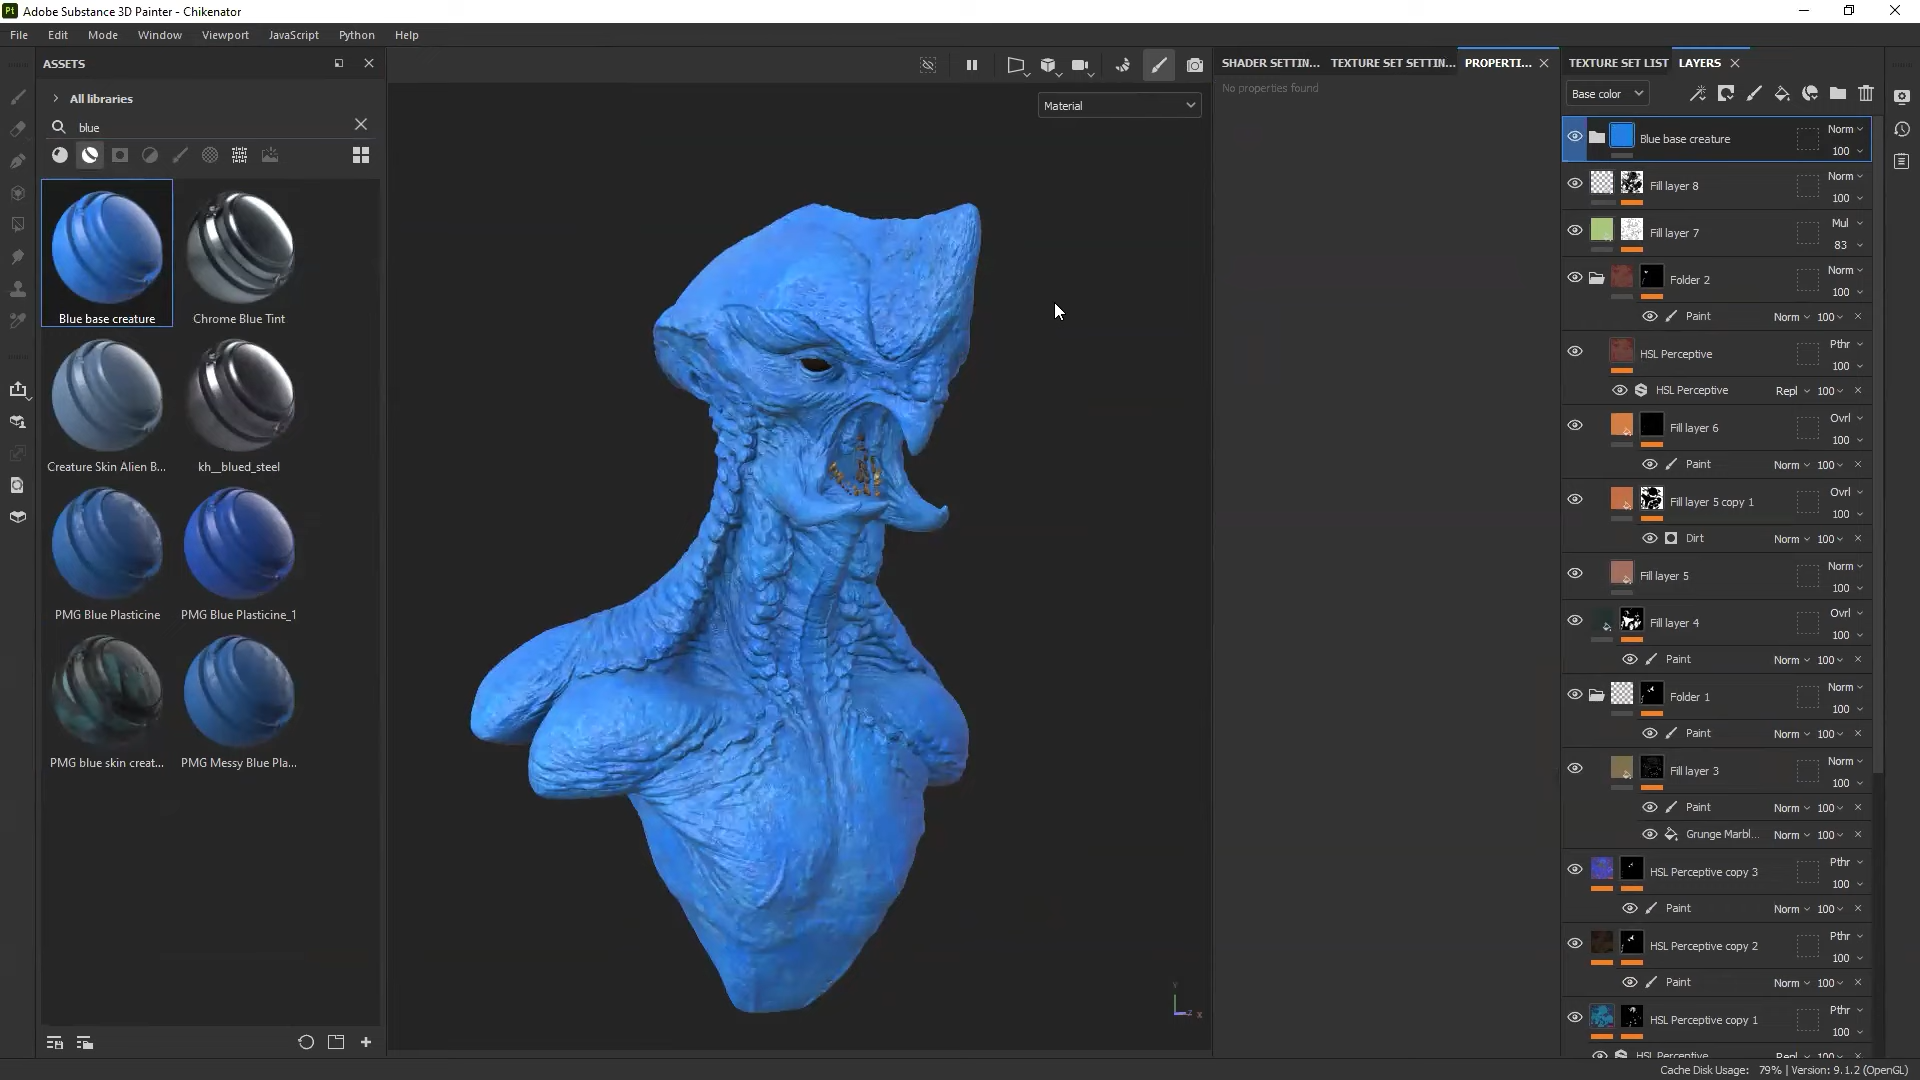 Pt Adobe Substance 3D Painter - Chikenator
File Edit Mode Window Viewport JavaScript Python Help
ASSETS
All libraries
blue
Blue base creature
Chrome Blue Tint
Creature Skin Alien B...
kh__blued_steel
PMG Blue Plasticine
PMG Blue Plasticine_1
PMG blue skin creat...
PMG Messy Blue Pla...
Material
Y
X
SHADER SETTIN... TEXTURE SET SETTIN... PROPERTI...
No properties found
TEXTURE SET LIST LAYERS
Base color
Blue base creature Norm
100
Fill layer 8 Norm
100
Fill layer 7 Mul
83
Folder 2 Norm
100
Paint Norm 100
HSL Perceptive Pthr
100
HSL Perceptive Repl 100
Fill layer 6 Ovrl
100
Paint Norm 100
Fill layer 5 copy 1 Ovrl
100
Dirt Norm 100
Fill layer 5 Norm
100
Fill layer 4 Ovrl
100
Paint Norm 100
Folder 1 Norm
100
Paint Norm 100
Fill layer 3 Norm
100
Paint Norm 100
Grunge Marbl... Norm 100
HSL Perceptive copy 3 Pthr
100
Paint Norm 100
HSL Perceptive copy 2 Pthr
100
Paint Norm 100
HSL Perceptive copy 1 Pthr
100
HSL Perceptive Repl 100
Cache Disk Usage: 79% | Version: 9.1.2 (OpenGL)